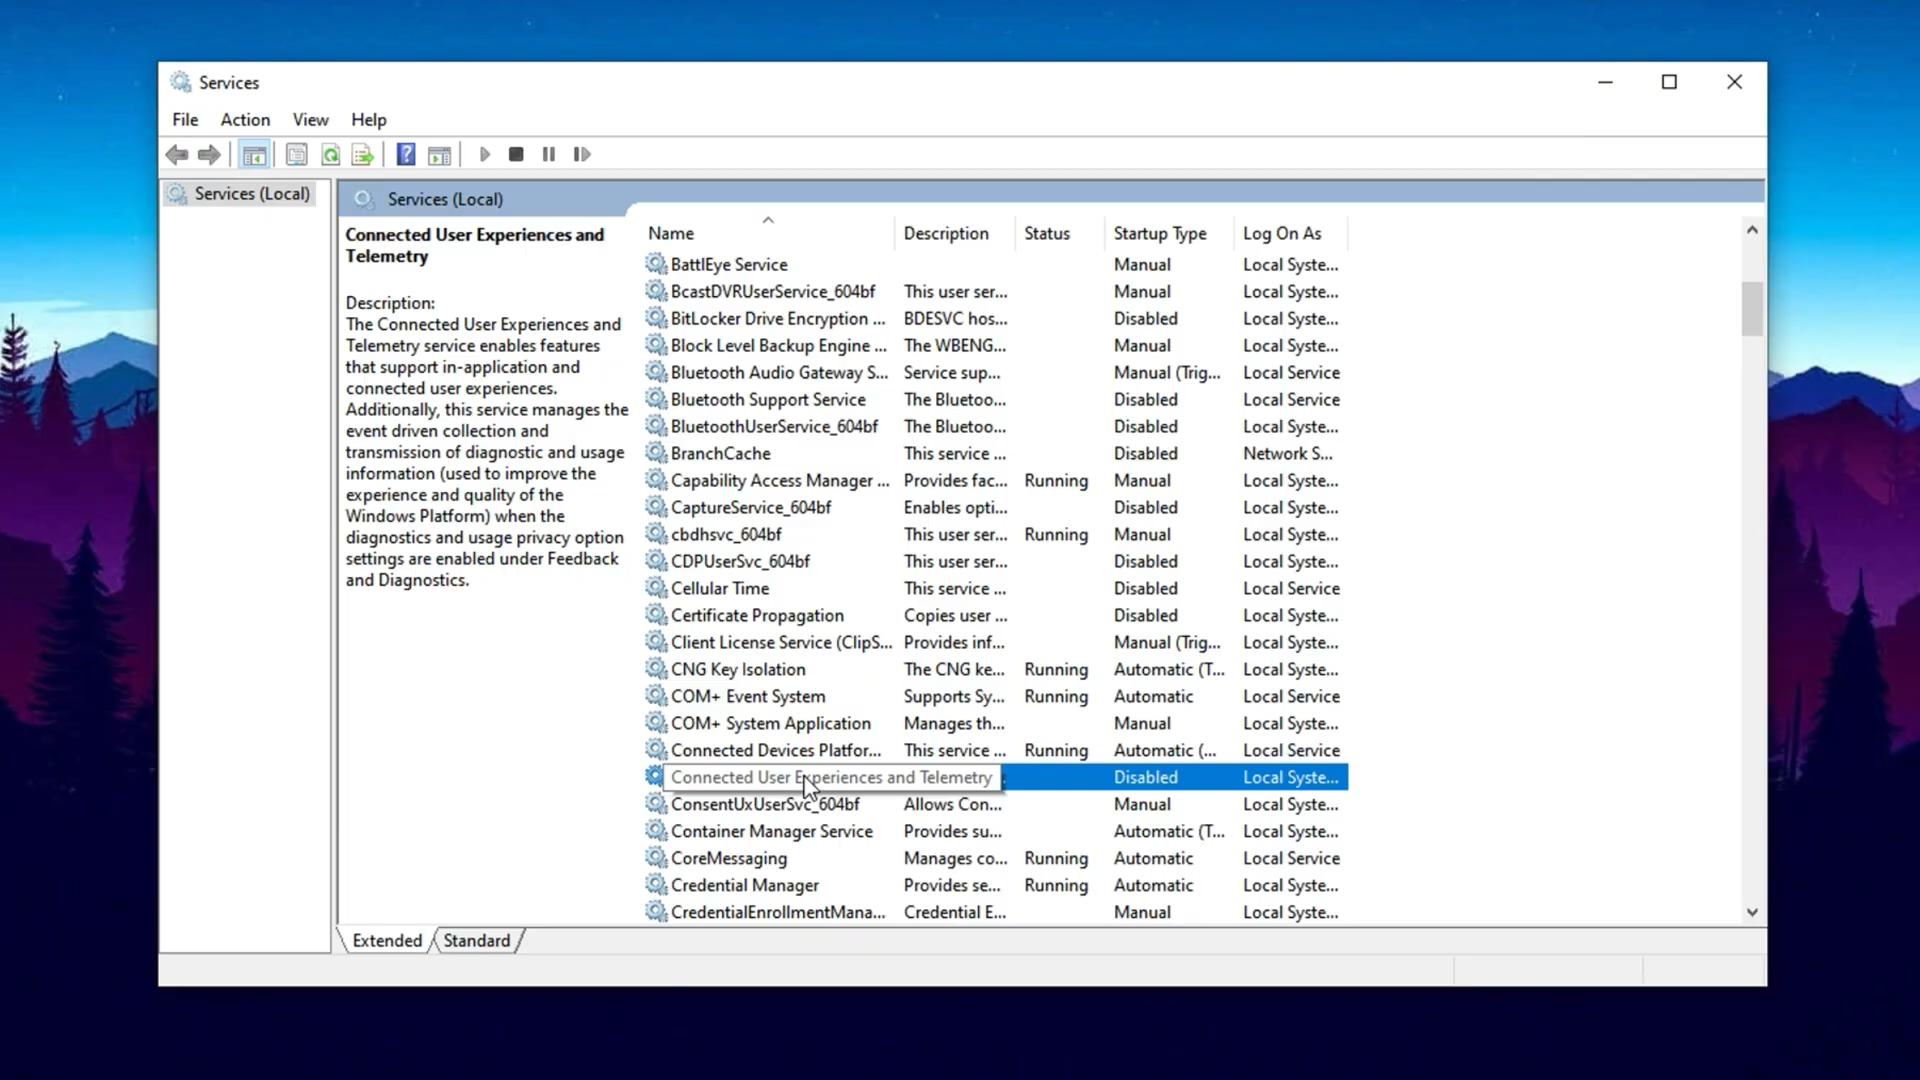 Services
File Action View Help
Services (Local)
Services (Local)
Connected User Experiences and
Telemetry
Description:
The Connected User Experiences and
Telemetry service enables features
that support in-application and
connected user experiences.
Additionally, this service manages the
event driven collection and
transmission of diagnostic and usage
information (used to improve the
experience and quality of the
Windows Platform) when the
diagnostics and usage privacy option
settings are enabled under Feedback
and Diagnostics.
Name Description Status Startup Type Log On As
BattlEye Service Manual Local Syste...
BcastDVRUserService_604bf This user ser... Manual Local Syste...
BitLocker Drive Encryption ... BDESVC hos... Disabled Local Syste...
Block Level Backup Engine ... The WBENG... Manual Local Syste...
Bluetooth Audio Gateway S... Service sup... Manual (Trig... Local Service
Bluetooth Support Service The Bluetoo... Disabled Local Service
BluetoothUserService_604bf The Bluetoo... Disabled Local Syste...
BranchCache This service ... Disabled Network S...
Capability Access Manager ... Provides fac... Running Manual Local Syste...
CaptureService_604bf Enables opti... Disabled Local Syste...
cbdhsvc_604bf This user ser... Running Manual Local Syste...
CDPUserSvc_604bf This user ser... Disabled Local Syste...
Cellular Time This service ... Disabled Local Service
Certificate Propagation Copies user ... Disabled Local Syste...
Client License Service (ClipS... Provides inf... Manual (Trig... Local Syste...
CNG Key Isolation The CNG ke... Running Automatic (T... Local Syste...
COM+ Event System Supports Sy... Running Automatic Local Service
COM+ System Application Manages th... Manual Local Syste...
Connected Devices Platfor... This service ... Running Automatic (... Local Service
Connected User Experiences and Telemetry Disabled Local Syste...
ConsentUxUserSvc_604bf Allows Con... Manual Local Syste...
Container Manager Service Provides su... Automatic (T... Local Syste...
CoreMessaging Manages co... Running Automatic Local Service
Credential Manager Provides se... Running Automatic Local Syste...
CredentialEnrollmentMana... Credential E... Manual Local Syste...
Extended Standard